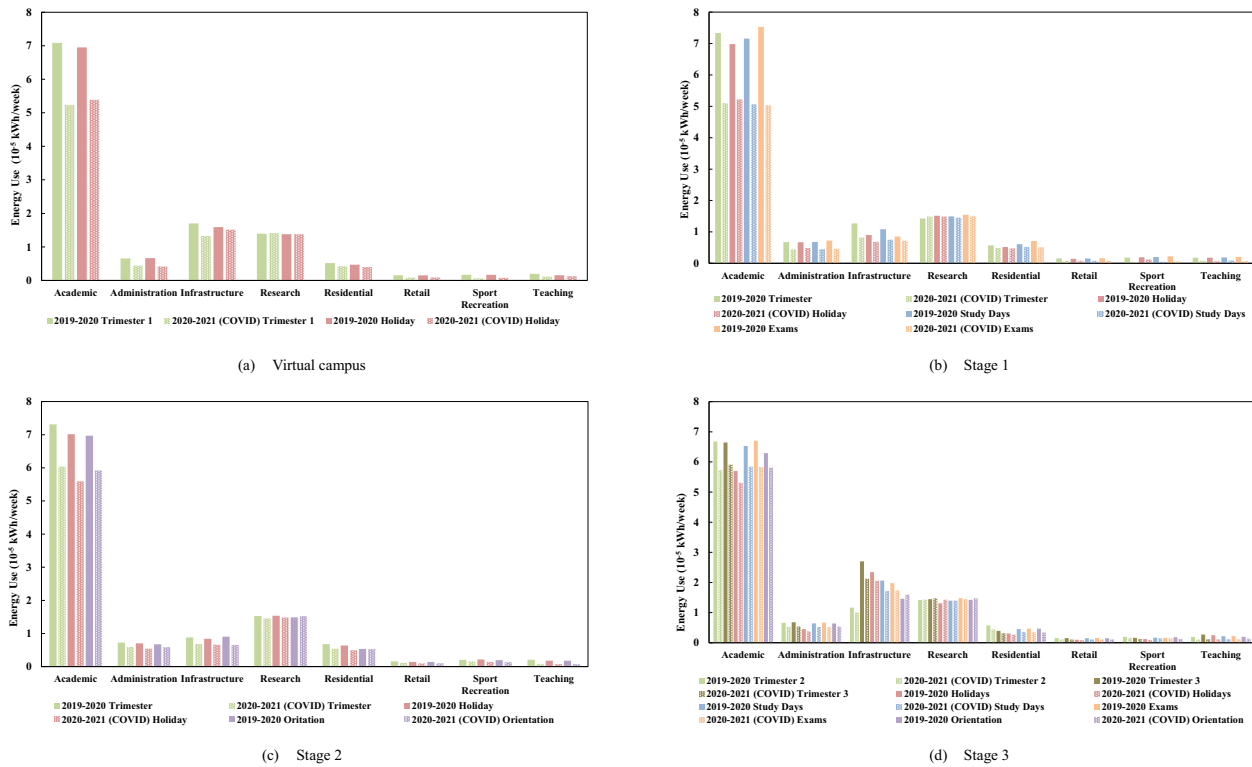 8
7
6
5
4
3
2
1
0
Energy Use (10⁻⁵ kWh/week)
Academic Administration Infrastructure Research Residential Retail Sport Recreation Teaching
2019-2020 Trimester 1 2020-2021 (COVID) Trimester 1 2019-2020 Holiday 2020-2021 (COVID) Holiday
(a) Virtual campus
8
7
6
5
4
3
2
1
0
Energy Use (10⁻⁵ kWh/week)
Academic Administration Infrastructure Research Residential Retail Sport Recreation Teaching
2019-2020 Trimester 2020-2021 (COVID) Trimester 2019-2020 Holiday
2020-2021 (COVID) Holiday 2019-2020 Study Days 2020-2021 (COVID) Study Days
2019-2020 Exams 2020-2021 (COVID) Exams
(b) Stage 1
8
7
6
5
4
3
2
1
0
Energy Use (10⁻⁵ kWh/week)
Academic Administration Infrastructure Research Residential Retail Sport Recreation Teaching
2019-2020 Trimester 2020-2021 (COVID) Trimester 2019-2020 Holiday
2020-2021 (COVID) Holiday 2019-2020 Oritation 2020-2021 (COVID) Orientation
(c) Stage 2
8
7
6
5
4
3
2
1
0
Energy Use (10⁻⁵ kWh/week)
Academic Administration Infrastructure Research Residential Retail Sport Recreation Teaching
2019-2020 Trimester 2 2020-2021 (COVID) Trimester 2 2019-2020 Trimester 3
2020-2021 (COVID) Trimester 3 2019-2020 Holidays 2020-2021 (COVID) Holidays
2019-2020 Study Days 2020-2021 (COVID) Study Days 2019-2020 Exams
2020-2021 (COVID) Exams 2019-2020 Orientation 2020-2021 (COVID) Orientation
(d) Stage 3